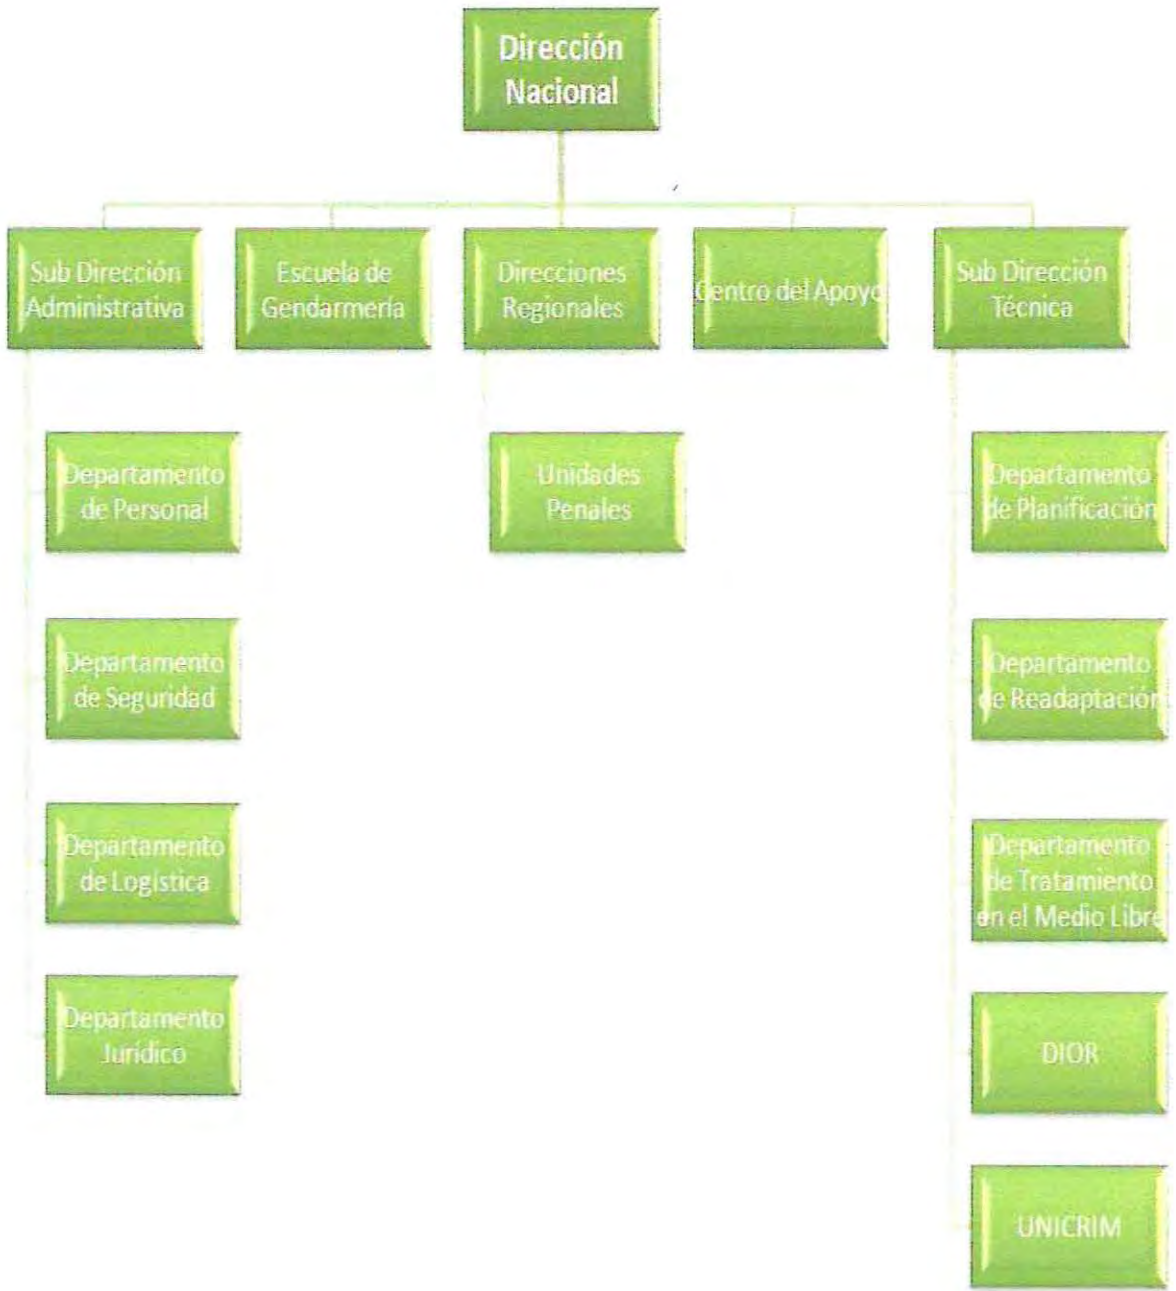 Dirección
Nacional
Sub Dirección
Administrativa
Escuela de
Gendarmería
Direcciones
Regionales
Centro del Apoyo
Sub Dirección
Técnica
Departamento
de Personal
Departamento
de Seguridad
Departamento
de Logística
Departamento
Jurídico
Unidades
Penales
Departamento
de Planificación
Departamento
de Readaptación
Departamento
de Tratamiento
en el Medio Libre
DIOR
UNICRIM